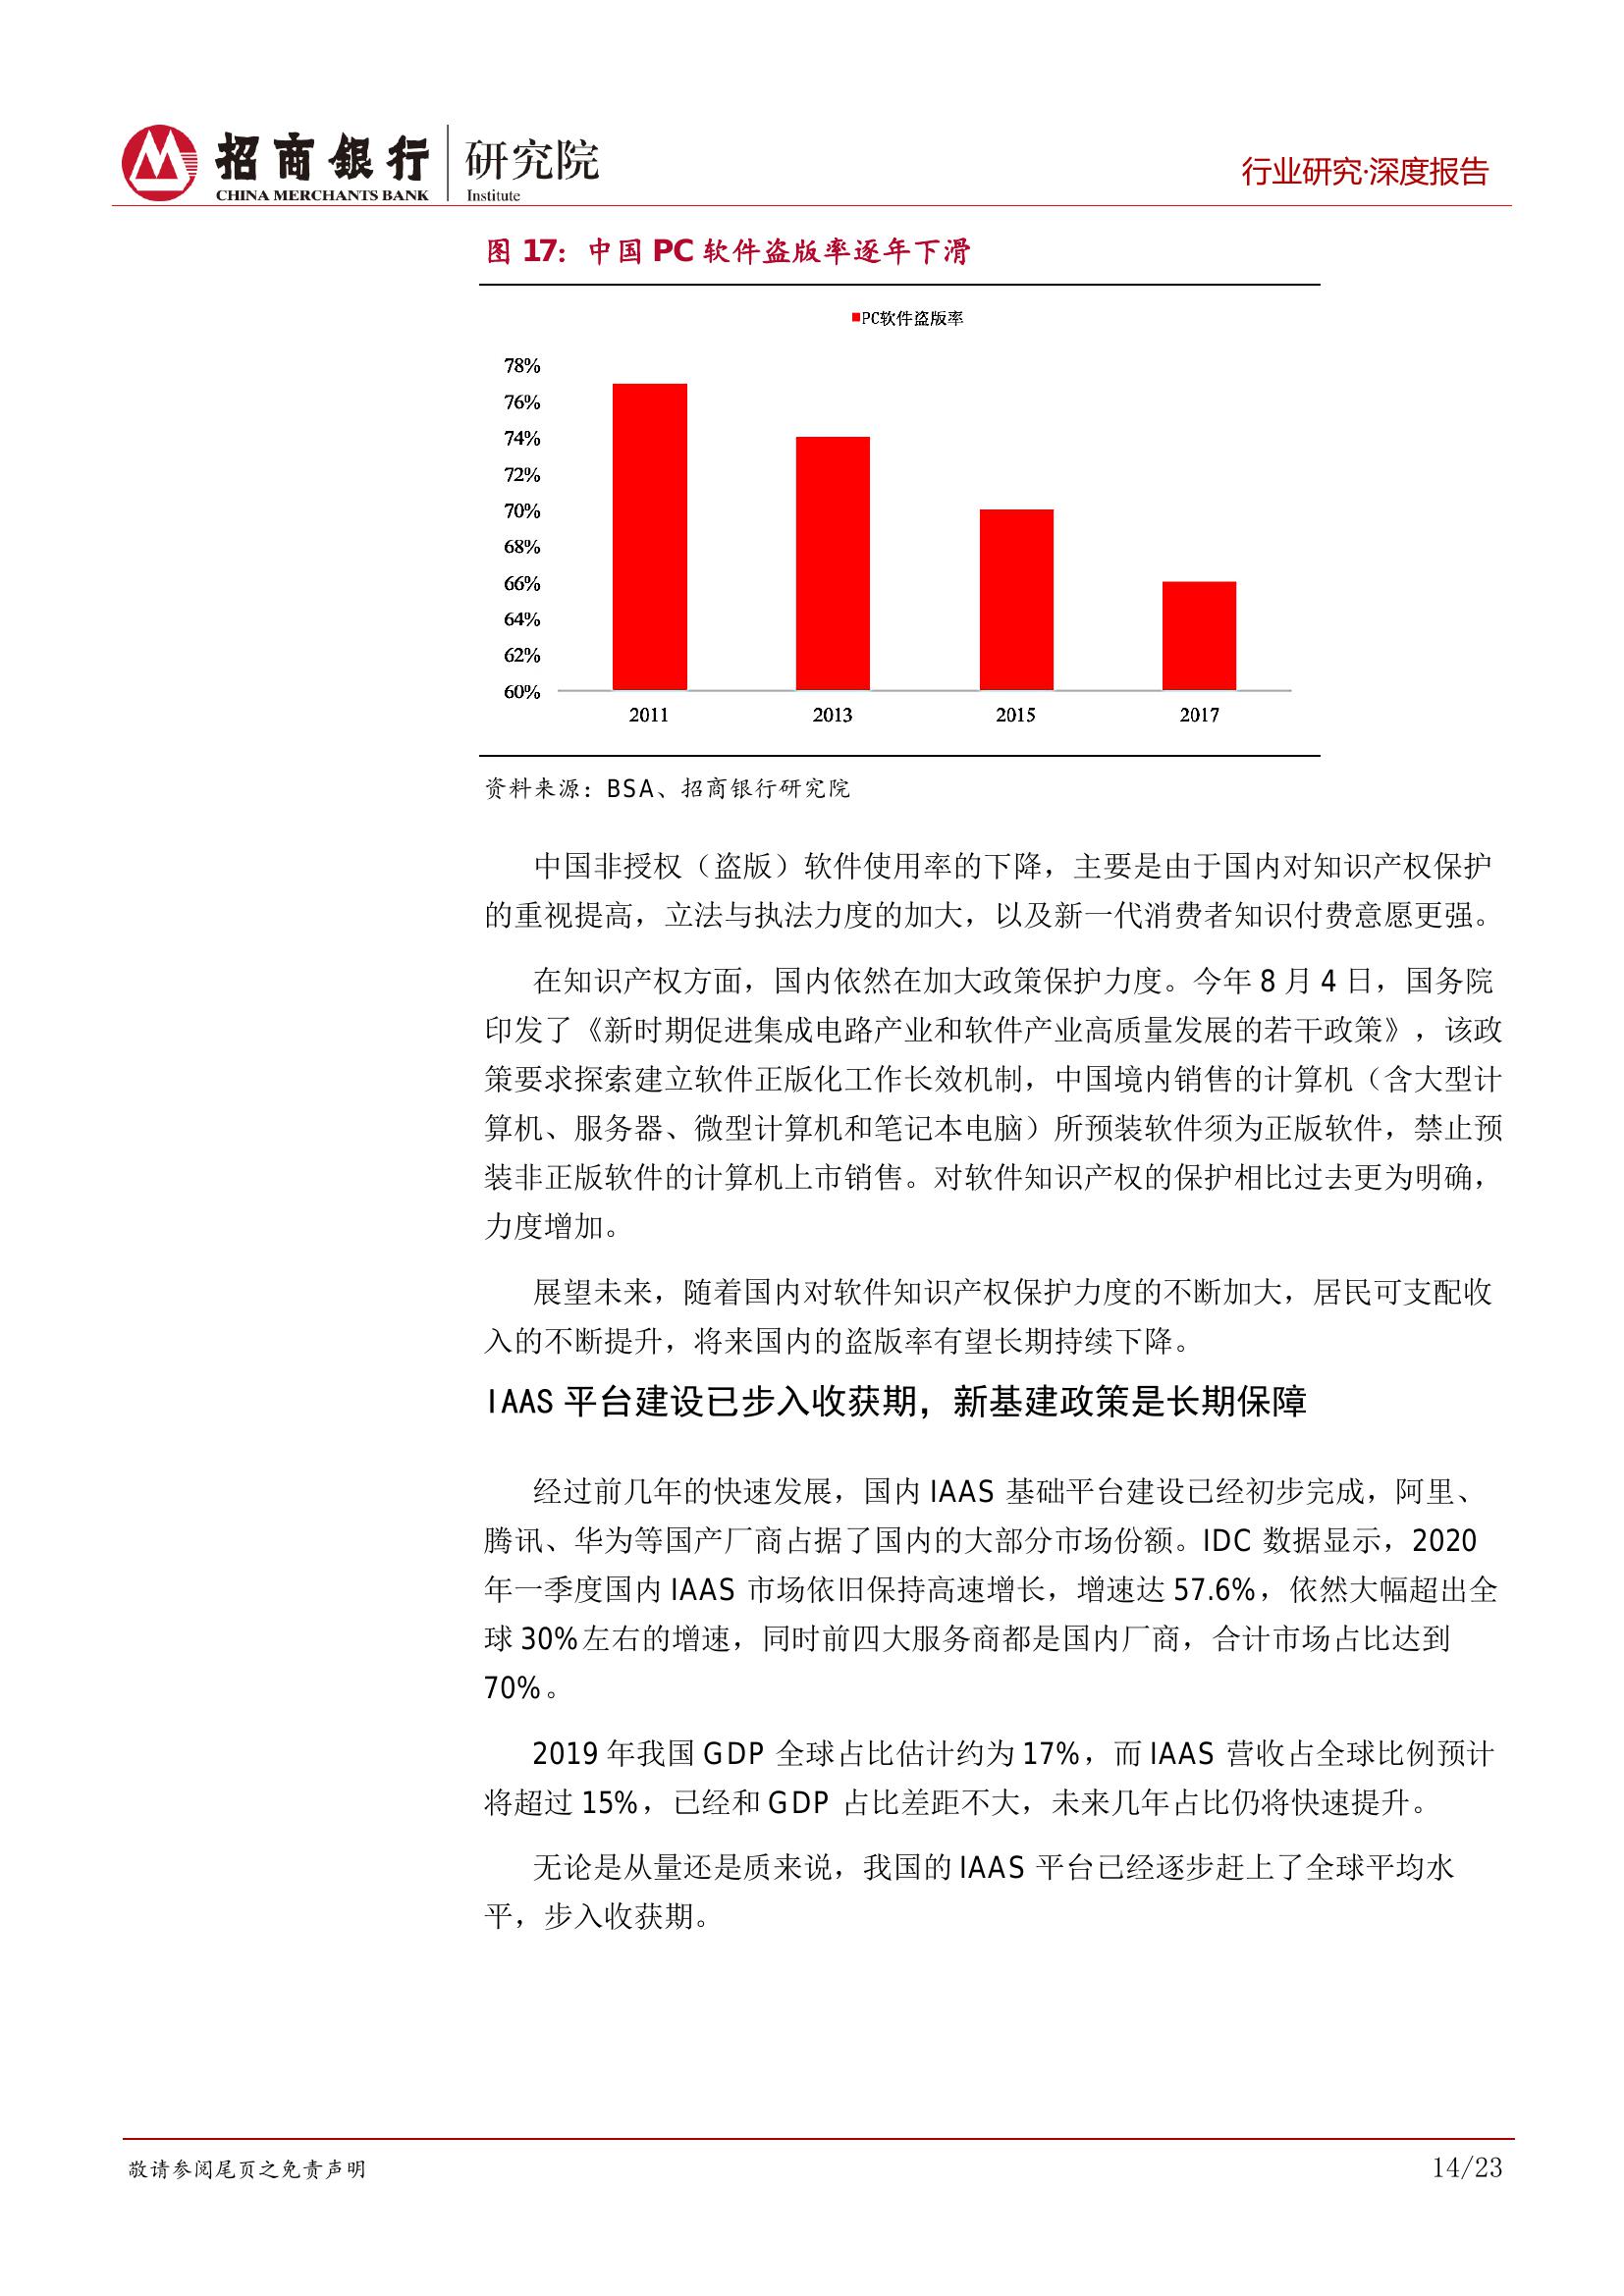 招商银行 研究院
CHINA MERCHANTS BANK Institute
行业研究·深度报告
图 17：中国 PC 软件盗版率逐年下滑
PC软件盗版率
78%
76%
74%
72%
70%
68%
66%
64%
62%
60%
2011 2013 2015 2017
资料来源：BSA、招商银行研究院
中国非授权（盗版）软件使用率的下降，主要是由于国内对知识产权保护
的重视提高，立法与执法力度的加大，以及新一代消费者知识付费意愿更强。
在知识产权方面，国内依然在加大政策保护力度。今年 8 月 4 日，国务院
印发了《新时期促进集成电路产业和软件产业高质量发展的若干政策》，该政
策要求探索建立软件正版化工作长效机制，中国境内销售的计算机（含大型计
算机、服务器、微型计算机和笔记本电脑）所预装软件须为正版软件，禁止预
装非正版软件的计算机上市销售。对软件知识产权的保护相比过去更为明确，
力度增加。
展望未来，随着国内对软件知识产权保护力度的不断加大，居民可支配收
入的不断提升，将来国内的盗版率有望长期持续下降。
IAAS 平台建设已步入收获期，新基建政策是长期保障
经过前几年的快速发展，国内 IAAS 基础平台建设已经初步完成，阿里、
腾讯、华为等国产厂商占据了国内的大部分市场份额。IDC 数据显示，2020
年一季度国内 IAAS 市场依旧保持高速增长，增速达 57.6%，依然大幅超出全
球 30%左右的增速，同时前四大服务商都是国内厂商，合计市场占比达到
70%。
2019 年我国 GDP 全球占比估计约为 17%，而 IAAS 营收占全球比例预计
将超过 15%，已经和 GDP 占比差距不大，未来几年占比仍将快速提升。
无论是从量还是质来说，我国的 IAAS 平台已经逐步赶上了全球平均水
平，步入收获期。
敬请参阅尾页之免责声明
14/23